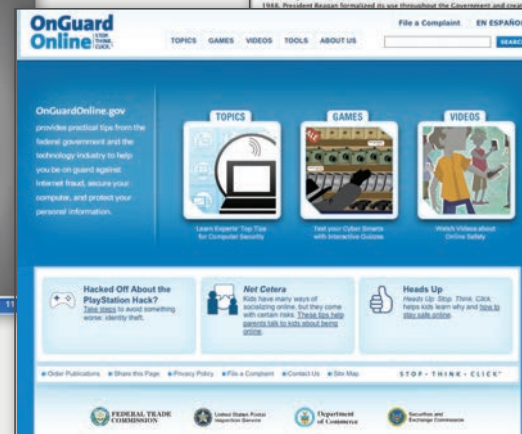 1988, President Reagan formalized its use throughout the Government and
OnGuard
Online
STOP
THINK
CLICK
File a Complaint EN ESPAÑOL
TOPICS GAMES VIDEOS TOOLS ABOUT US
SEARCH
OnGuardOnline.gov
provides practical tips from the
federal government and the
technology industry to help
you be on guard against
internet fraud, secure your
computer, and protect your
personal information.
TOPICS
GAMES
VIDEOS
Learn Experts' Top Tips
for Computer Security
Test your Cyber Smarts
with Interactive Quizzes
Watch Videos about
Online Safety
Hacked Off About the
PlayStation Hack?
Take steps to avoid something
worse: identity theft.
Net Cetera
Kids have many ways of
socializing online, but they come
with certain risks. These tips help
parents talk to kids about being
online.
Heads Up
Heads Up: Stop. Think. Click.
helps kids learn why and how to
stay safe online.
Order Publications Share this Page Privacy Policy File a Complaint Contact Us Site Map
STOP · THINK · CLICK
FEDERAL TRADE
COMMISSION
United States Postal
Inspection Service
Department
of Commerce
Securities and
Exchange Commission
11